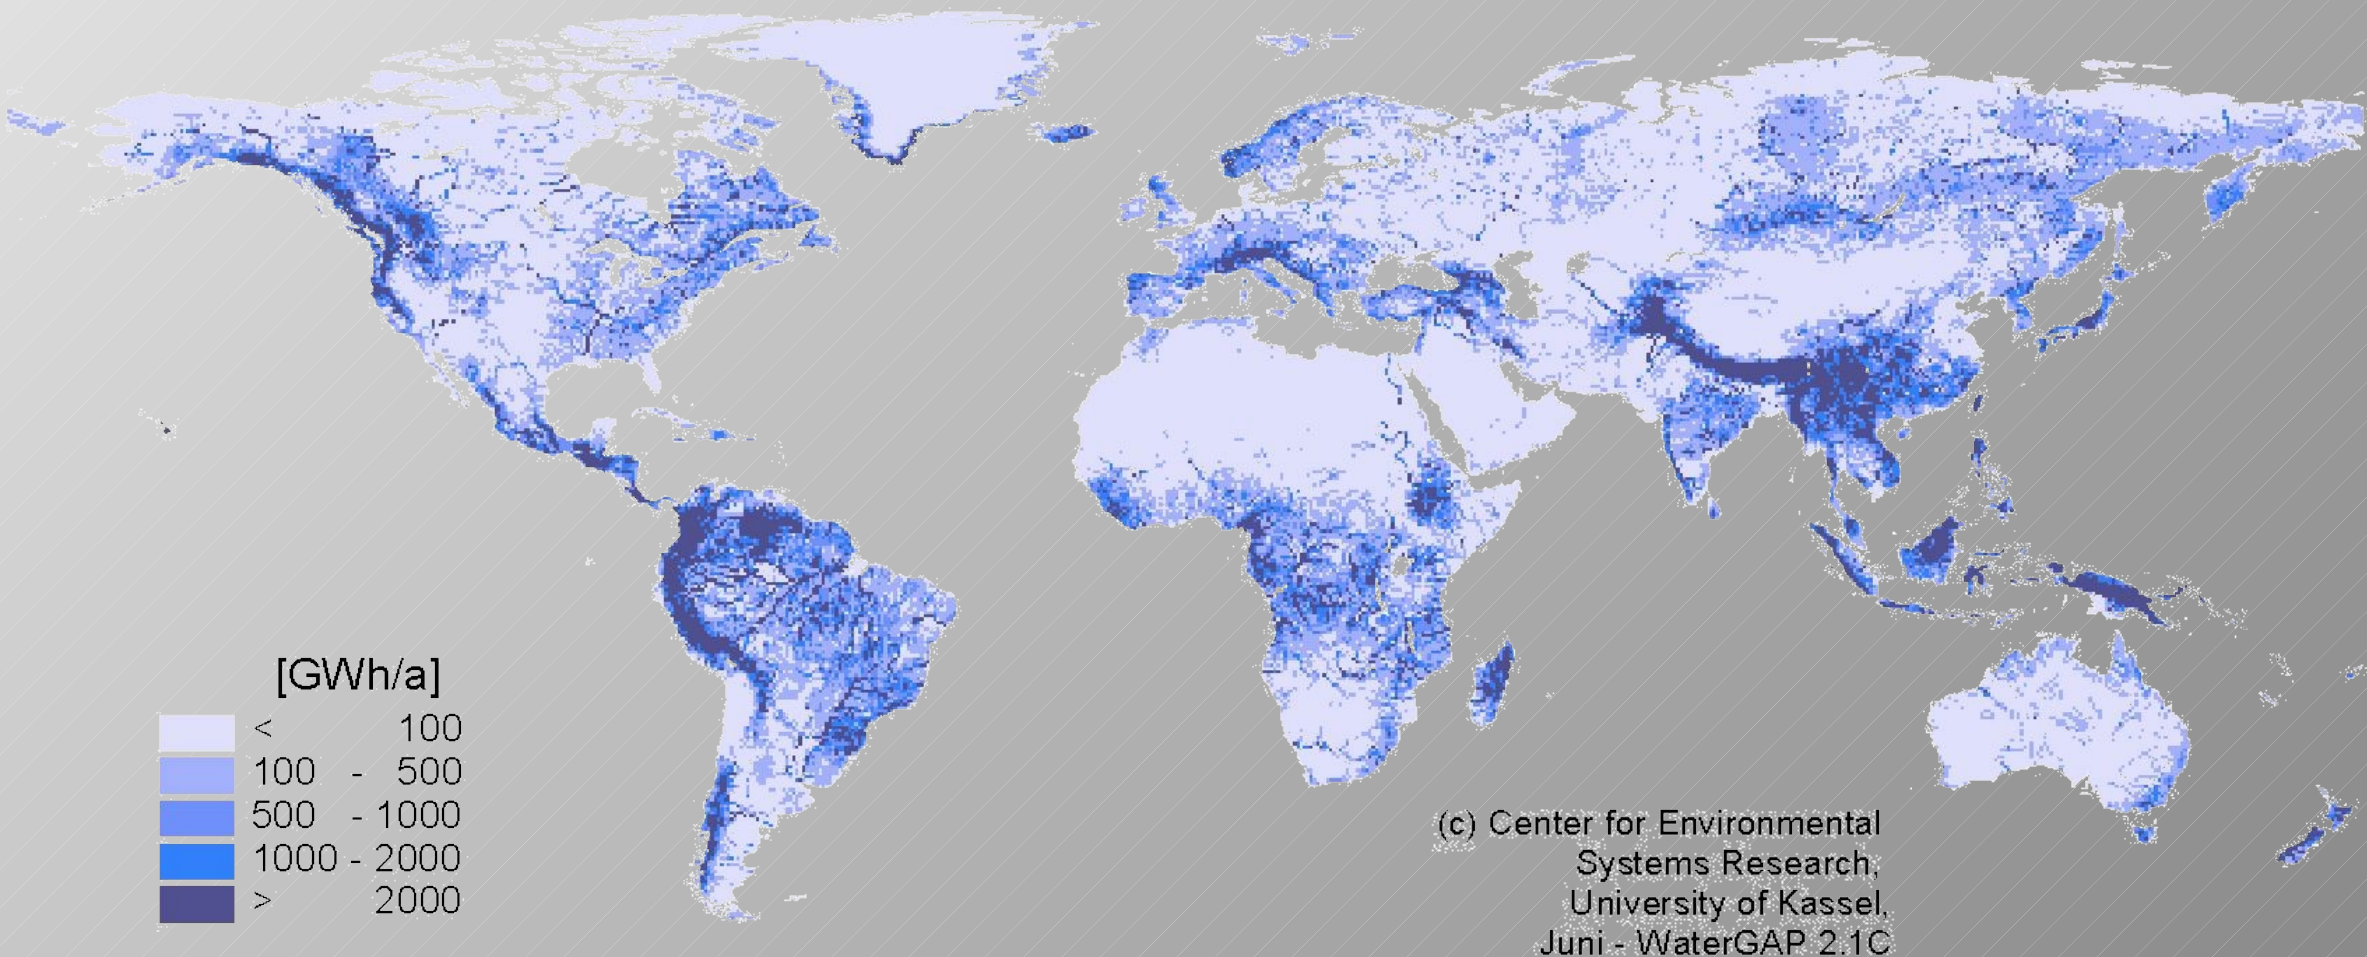 [GWh/a]
< 100
100 - 500
500 - 1000
1000 - 2000
> 2000
(c) Center for Environmental
Systems Research,
University of Kassel,
Juni - WaterGAP 2.1C